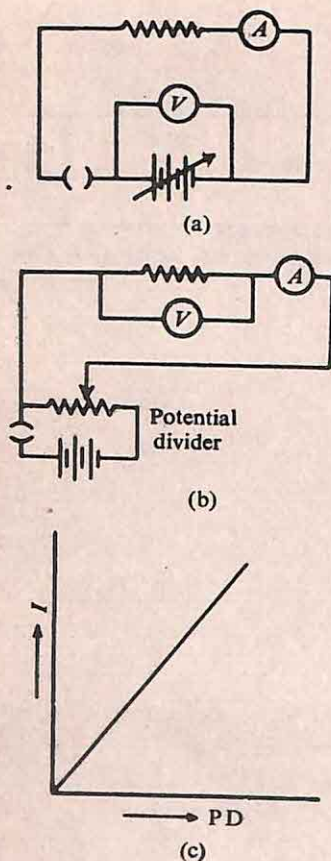 A
V
(a)
A
V
Potential
divider
(b)
I
PD
(c)